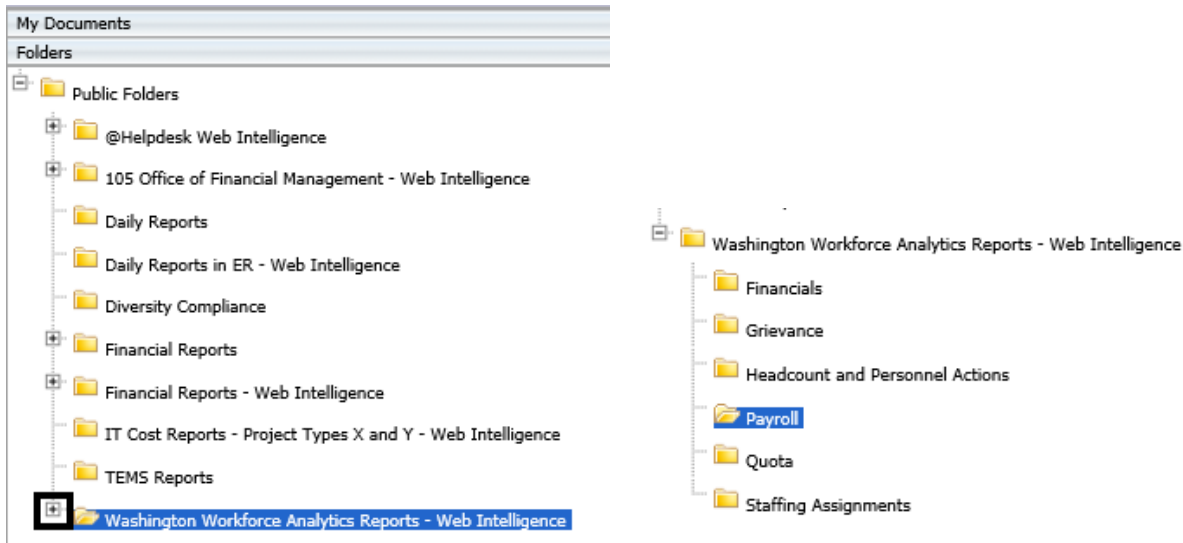 My Documents
Folders
Public Folders
@Helpdesk Web Intelligence
105 Office of Financial Management - Web Intelligence
Daily Reports
Daily Reports in ER - Web Intelligence
Diversity Compliance
Financial Reports
Financial Reports - Web Intelligence
IT Cost Reports - Project Types X and Y - Web Intelligence
TEMS Reports
Washington Workforce Analytics Reports - Web Intelligence
Washington Workforce Analytics Reports - Web Intelligence
Financials
Grievance
Headcount and Personnel Actions
Payroll
Quota
Staffing Assignments